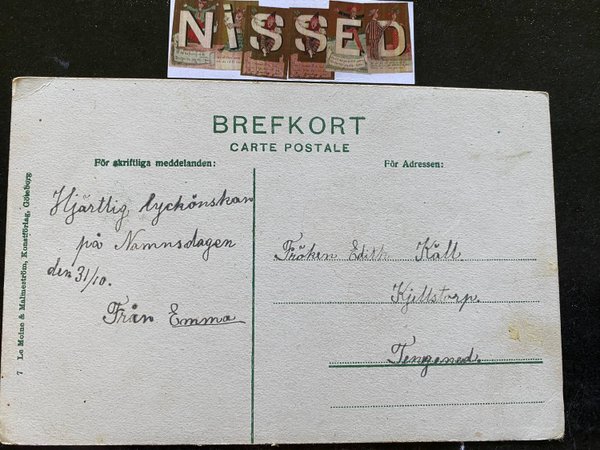 NISSED
BREFKORT
CARTE POSTALE
För skriftliga meddelanden:
För Adressen:
Hjärtlig lyckönskan
på Namnsdagen
den 31/10.
Från Emma
Fröken Edith Käll
Kjellstorp.
Tengened.
7 Le Moine & Malmeström, Konstförlag, Göteborg